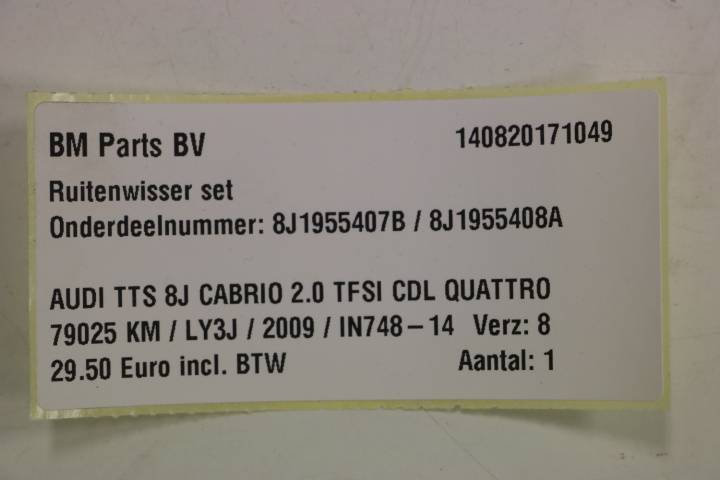 BM Parts BV 140820171049
Ruitenwisser set
Onderdeelnummer: 8J1955407B / 8J1955408A
AUDI TTS 8J CABRIO 2.0 TFSI CDL QUATTRO
79025 KM / LY3J / 2009 / IN748-14 Verz: 8
29.50 Euro incl. BTW Aantal: 1